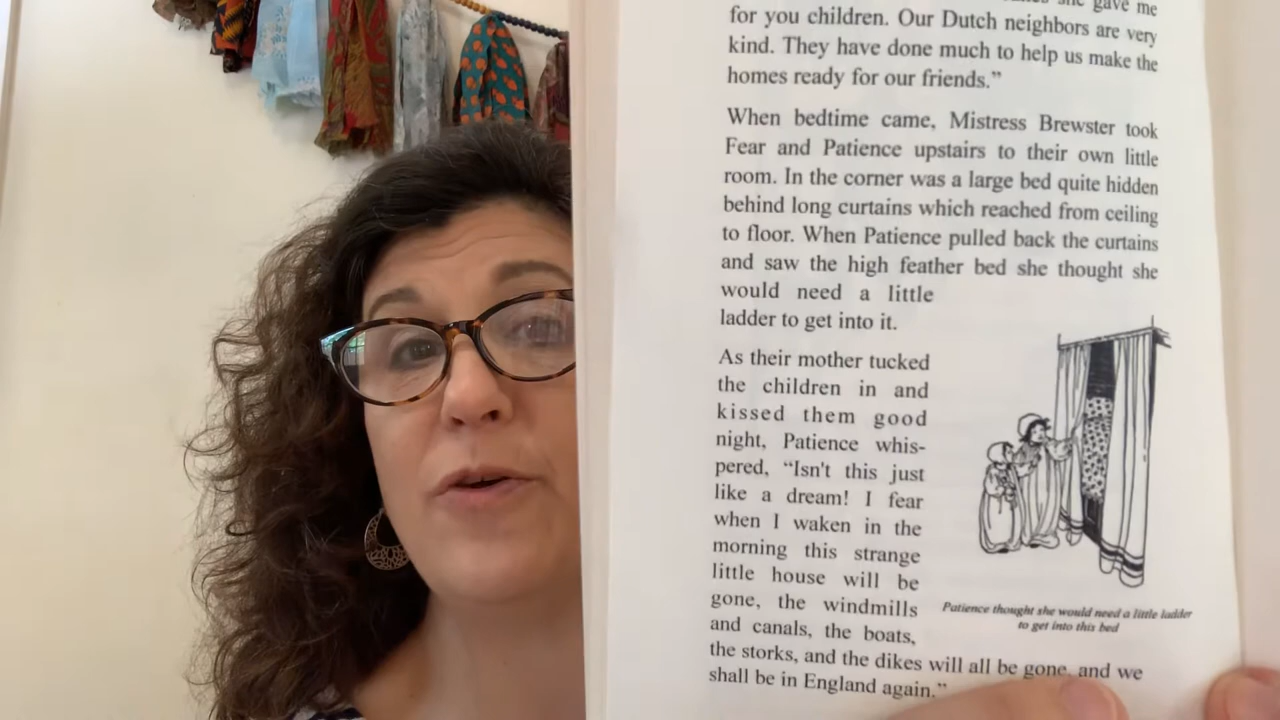 she gave me
for you children. Our Dutch neighbors are very
kind. They have done much to help us make the
homes ready for our friends.”
When bedtime came, Mistress Brewster took
Fear and Patience upstairs to their own little
room. In the corner was a large bed quite hidden
behind long curtains which reached from ceiling
to floor. When Patience pulled back the curtains
and saw the high feather bed she thought she
would need a little
ladder to get into it.
As their mother tucked
the children in and
kissed them good
night, Patience whis-
pered, “Isn't this just
like a dream! I fear
when I waken in the
morning this strange
little house will be
gone, the windmills
and canals, the boats,
the storks, and the dikes will all be gone, and we
shall be in England again.”
Patience thought she would need a little ladder
to get into this bed